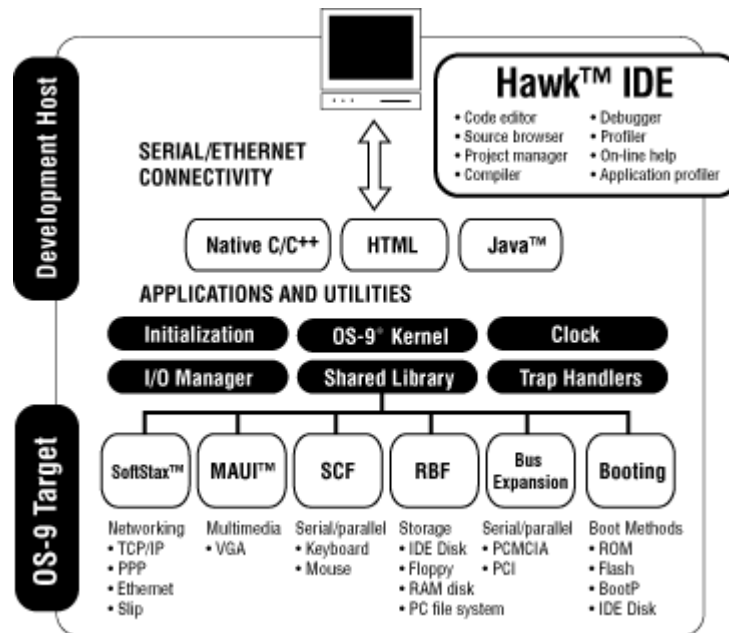 Development Host
Hawk™ IDE
• Code editor
• Source browser
• Project manager
• Compiler
• Debugger
• Profiler
• On-line help
• Application profiler
SERIAL/ETHERNET
CONNECTIVITY
Native C/C++
HTML
Java™
APPLICATIONS AND UTILITIES
Initialization
OS-9® Kernel
Clock
I/O Manager
Shared Library
Trap Handlers
OS-9 Target
SoftStax™
MAUI™
SCF
RBF
Bus
Expansion
Booting
Networking
• TCP/IP
• PPP
• Ethernet
• Slip
Multimedia
• VGA
Serial/parallel
• Keyboard
• Mouse
Storage
• IDE Disk
• Floppy
• RAM disk
• PC file system
Serial/parallel
• PCMCIA
• PCI
Boot Methods
• ROM
• Flash
• BootP
• IDE Disk